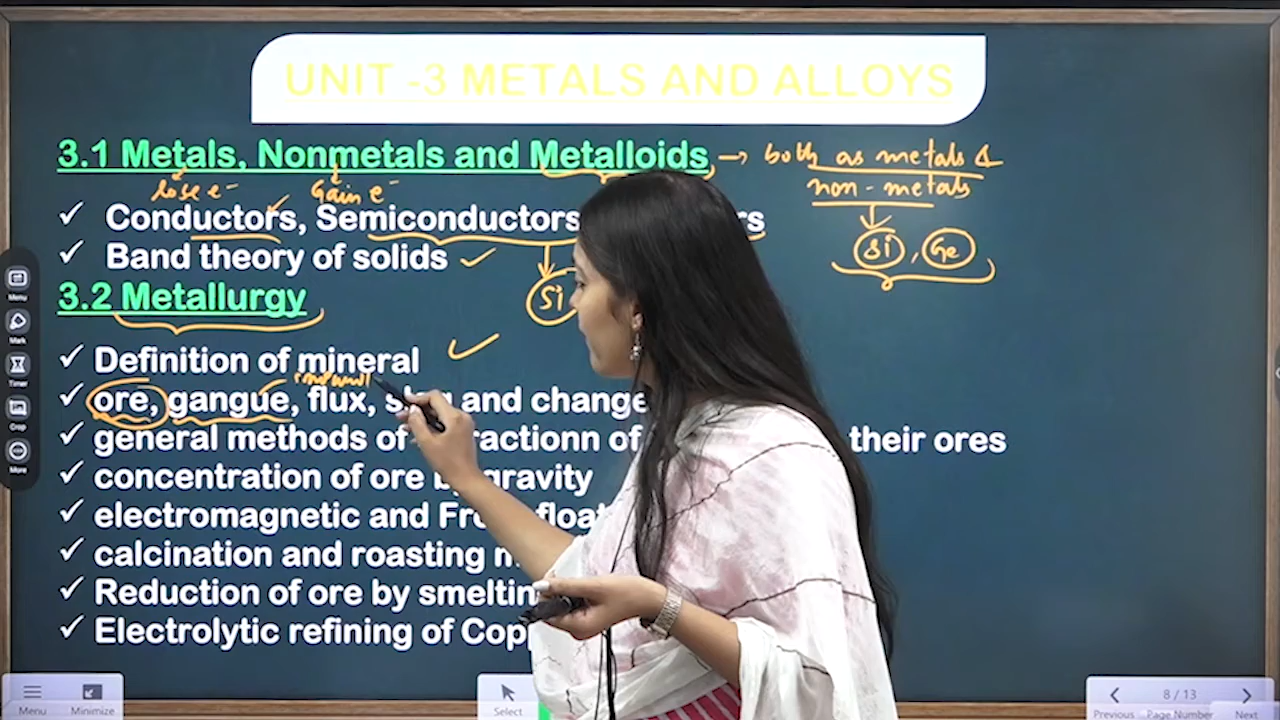 UNIT -3 METALS AND ALLOYS
3.1 Metals, Nonmetals and Metalloids → both as metals &
non-metals
lose e⁻ Gain e⁻
✓ Conductors, Semiconductors
Si, Ge
✓ Band theory of solids ✓
Si
3.2 Metallurgy
✓ Definition of mineral ✓
✓ ore, gangue, flux, and change
✓ general methods of of their ores
✓ concentration of ore gravity
✓ electromagnetic and
✓ calcination and roasting
✓ Reduction of ore by
✓ Electrolytic refining of
Menu
Mark
Timer
Crop
More
Menu Minimize
Select
8 / 13
Previous Page Number Next